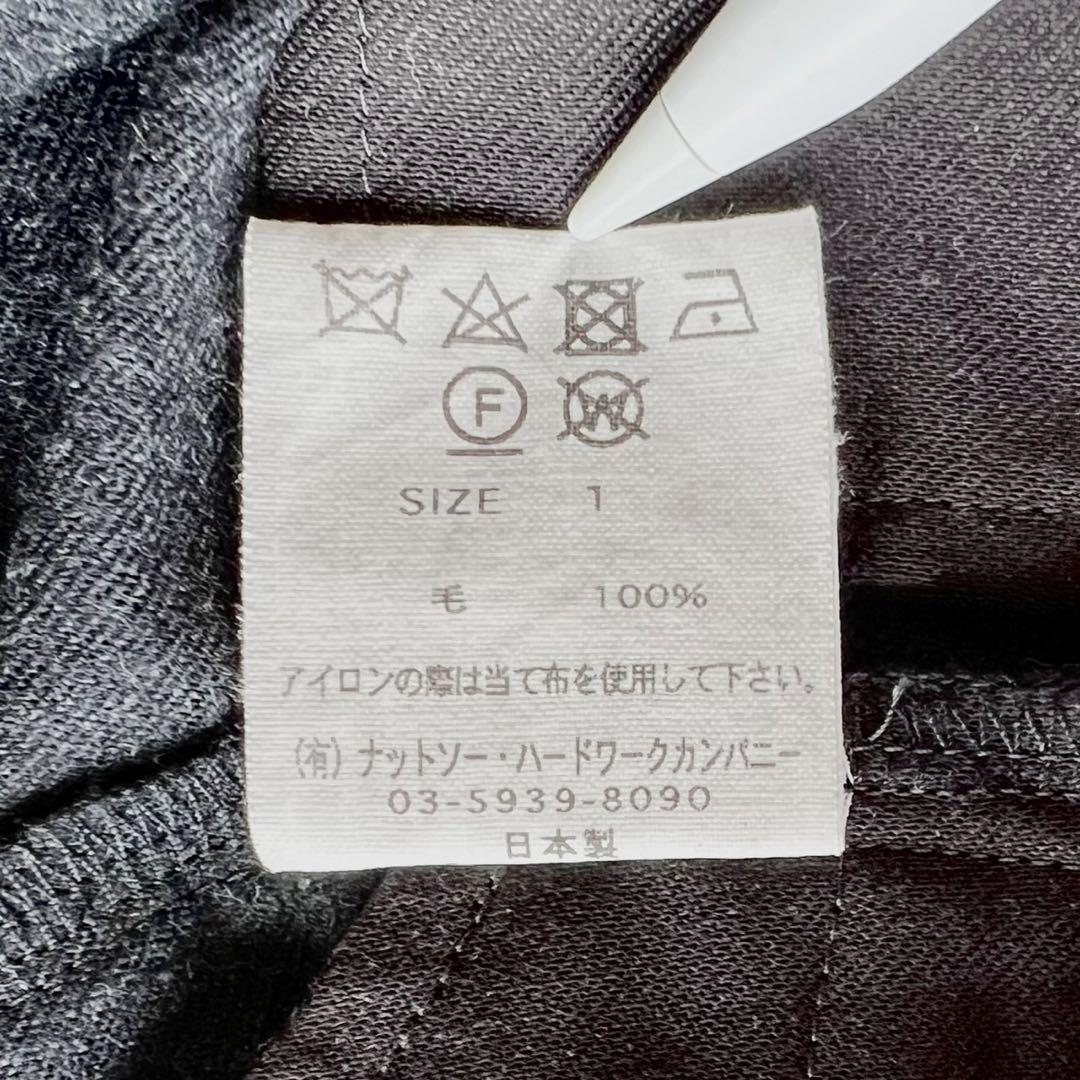 F W
SIZE 1
毛 100%
アイロンの際は当て布を使用して下さい。
(有) ナットソー・ハードワークカンパニー
03-5939-8090
日本製